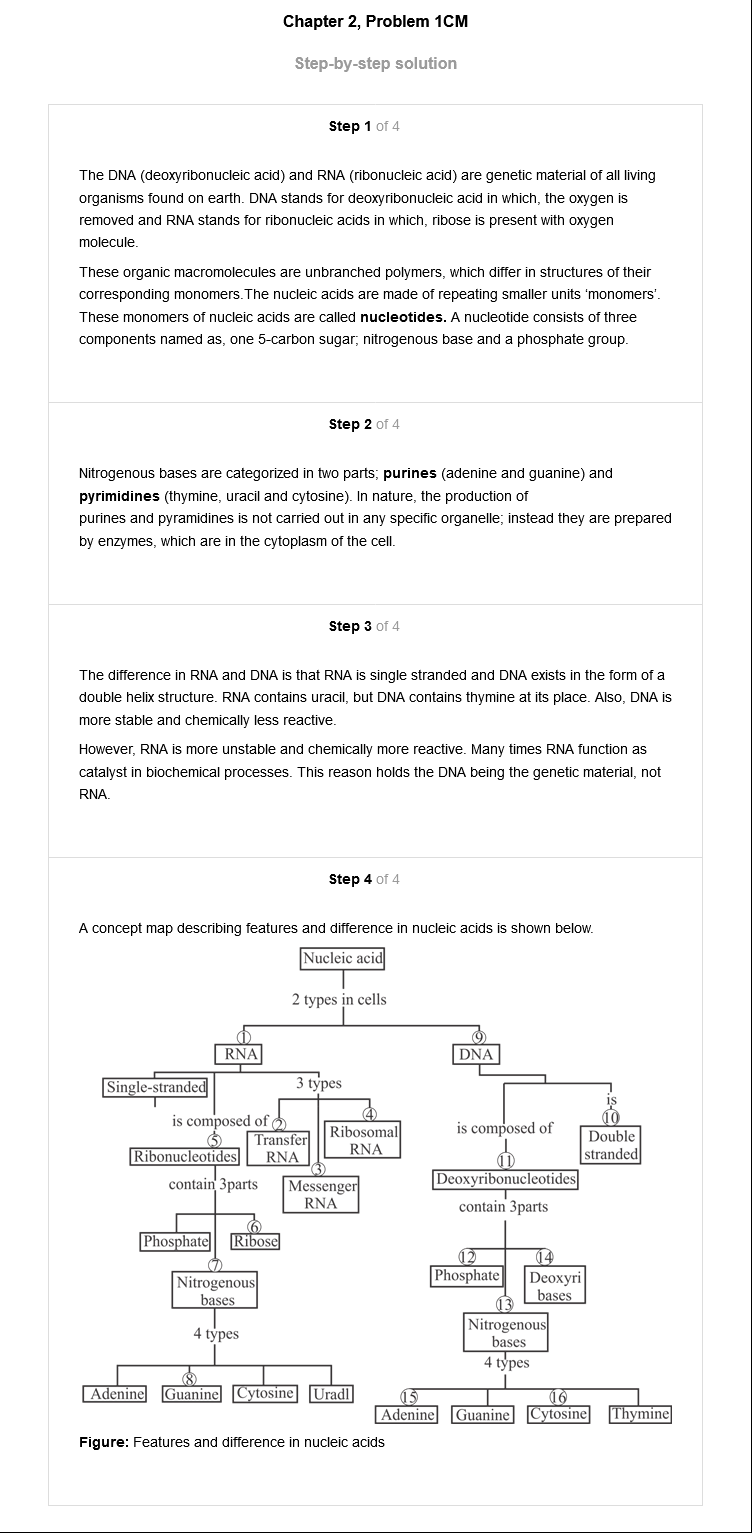 Chapter 2, Problem 1CM
Step-by-step solution
Step 1 of 4
The DNA (deoxyribonucleic acid) and RNA (ribonucleic acid) are genetic material of all living
organisms found on earth. DNA stands for deoxyribonucleic acid in which, the oxygen is
removed and RNA stands for ribonucleic acids in which, ribose is present with oxygen
molecule.
These organic macromolecules are unbranched polymers, which differ in structures of their
corresponding monomers.The nucleic acids are made of repeating smaller units ‘monomers’.
These monomers of nucleic acids are called nucleotides. A nucleotide consists of three
components named as, one 5-carbon sugar; nitrogenous base and a phosphate group.
Step 2 of 4
Nitrogenous bases are categorized in two parts; purines (adenine and guanine) and
pyrimidines (thymine, uracil and cytosine). In nature, the production of
purines and pyramidines is not carried out in any specific organelle; instead they are prepared
by enzymes, which are in the cytoplasm of the cell.
Step 3 of 4
The difference in RNA and DNA is that RNA is single stranded and DNA exists in the form of a
double helix structure. RNA contains uracil, but DNA contains thymine at its place. Also, DNA is
more stable and chemically less reactive.
However, RNA is more unstable and chemically more reactive. Many times RNA function as
catalyst in biochemical processes. This reason holds the DNA being the genetic material, not
RNA.
Step 4 of 4
A concept map describing features and difference in nucleic acids is shown below.
Nucleic acid
2 types in cells
① ⑨
RNA DNA
Single-stranded 3 types
is
is composed of ② ④ is composed of ⑩
⑤ Transfer Ribosomal Double
Ribonucleotides RNA RNA stranded
③ ⑪
contain 3parts Messenger Deoxyribonucleotides
RNA contain 3parts
⑥
Phosphate Ribose
⑦ ⑫ ⑭
Nitrogenous Phosphate Deoxyri
bases bases
⑬
Nitrogenous
4 types bases
4 types
⑧
Adenine Guanine Cytosine Uradl
⑮ ⑯
Adenine Guanine Cytosine Thymine
Figure: Features and difference in nucleic acids